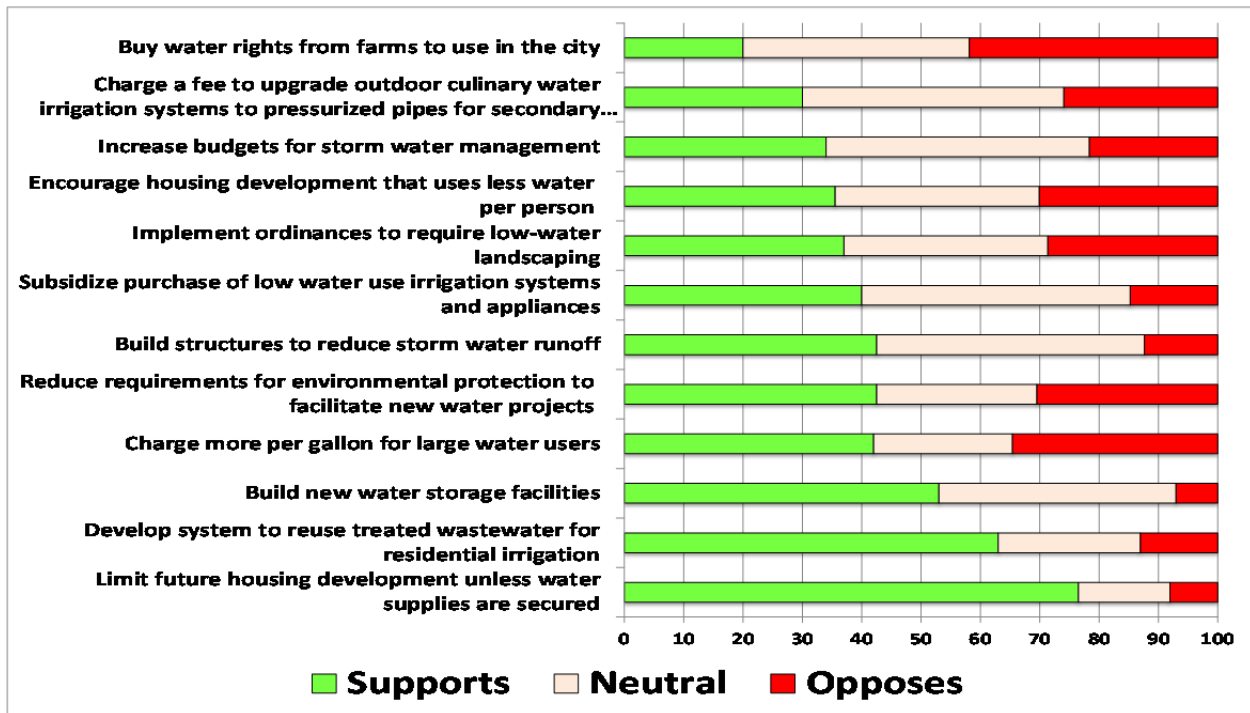 Buy water rights from farms to use in the city
Charge a fee to upgrade outdoor culinary water
irrigation systems to pressurized pipes for secondary...
Increase budgets for storm water management
Encourage housing development that uses less water
per person
Implement ordinances to require low-water
landscaping
Subsidize purchase of low water use irrigation systems
and appliances
Build structures to reduce storm water runoff
Reduce requirements for environmental protection to
facilitate new water projects
Charge more per gallon for large water users
Build new water storage facilities
Develop system to reuse treated wastewater for
residential irrigation
Limit future housing development unless water
supplies are secured
0 10 20 30 40 50 60 70 80 90 100
Supports Neutral Opposes